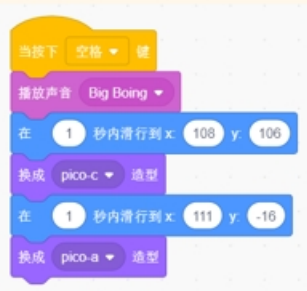 当按下 空格 键
播放声音 Big Boing
在 1 秒内滑行到 x: 108 y: 106
换成 pico-c 造型
在 1 秒内滑行到 x: 111 y: -16
换成 pico-a 造型